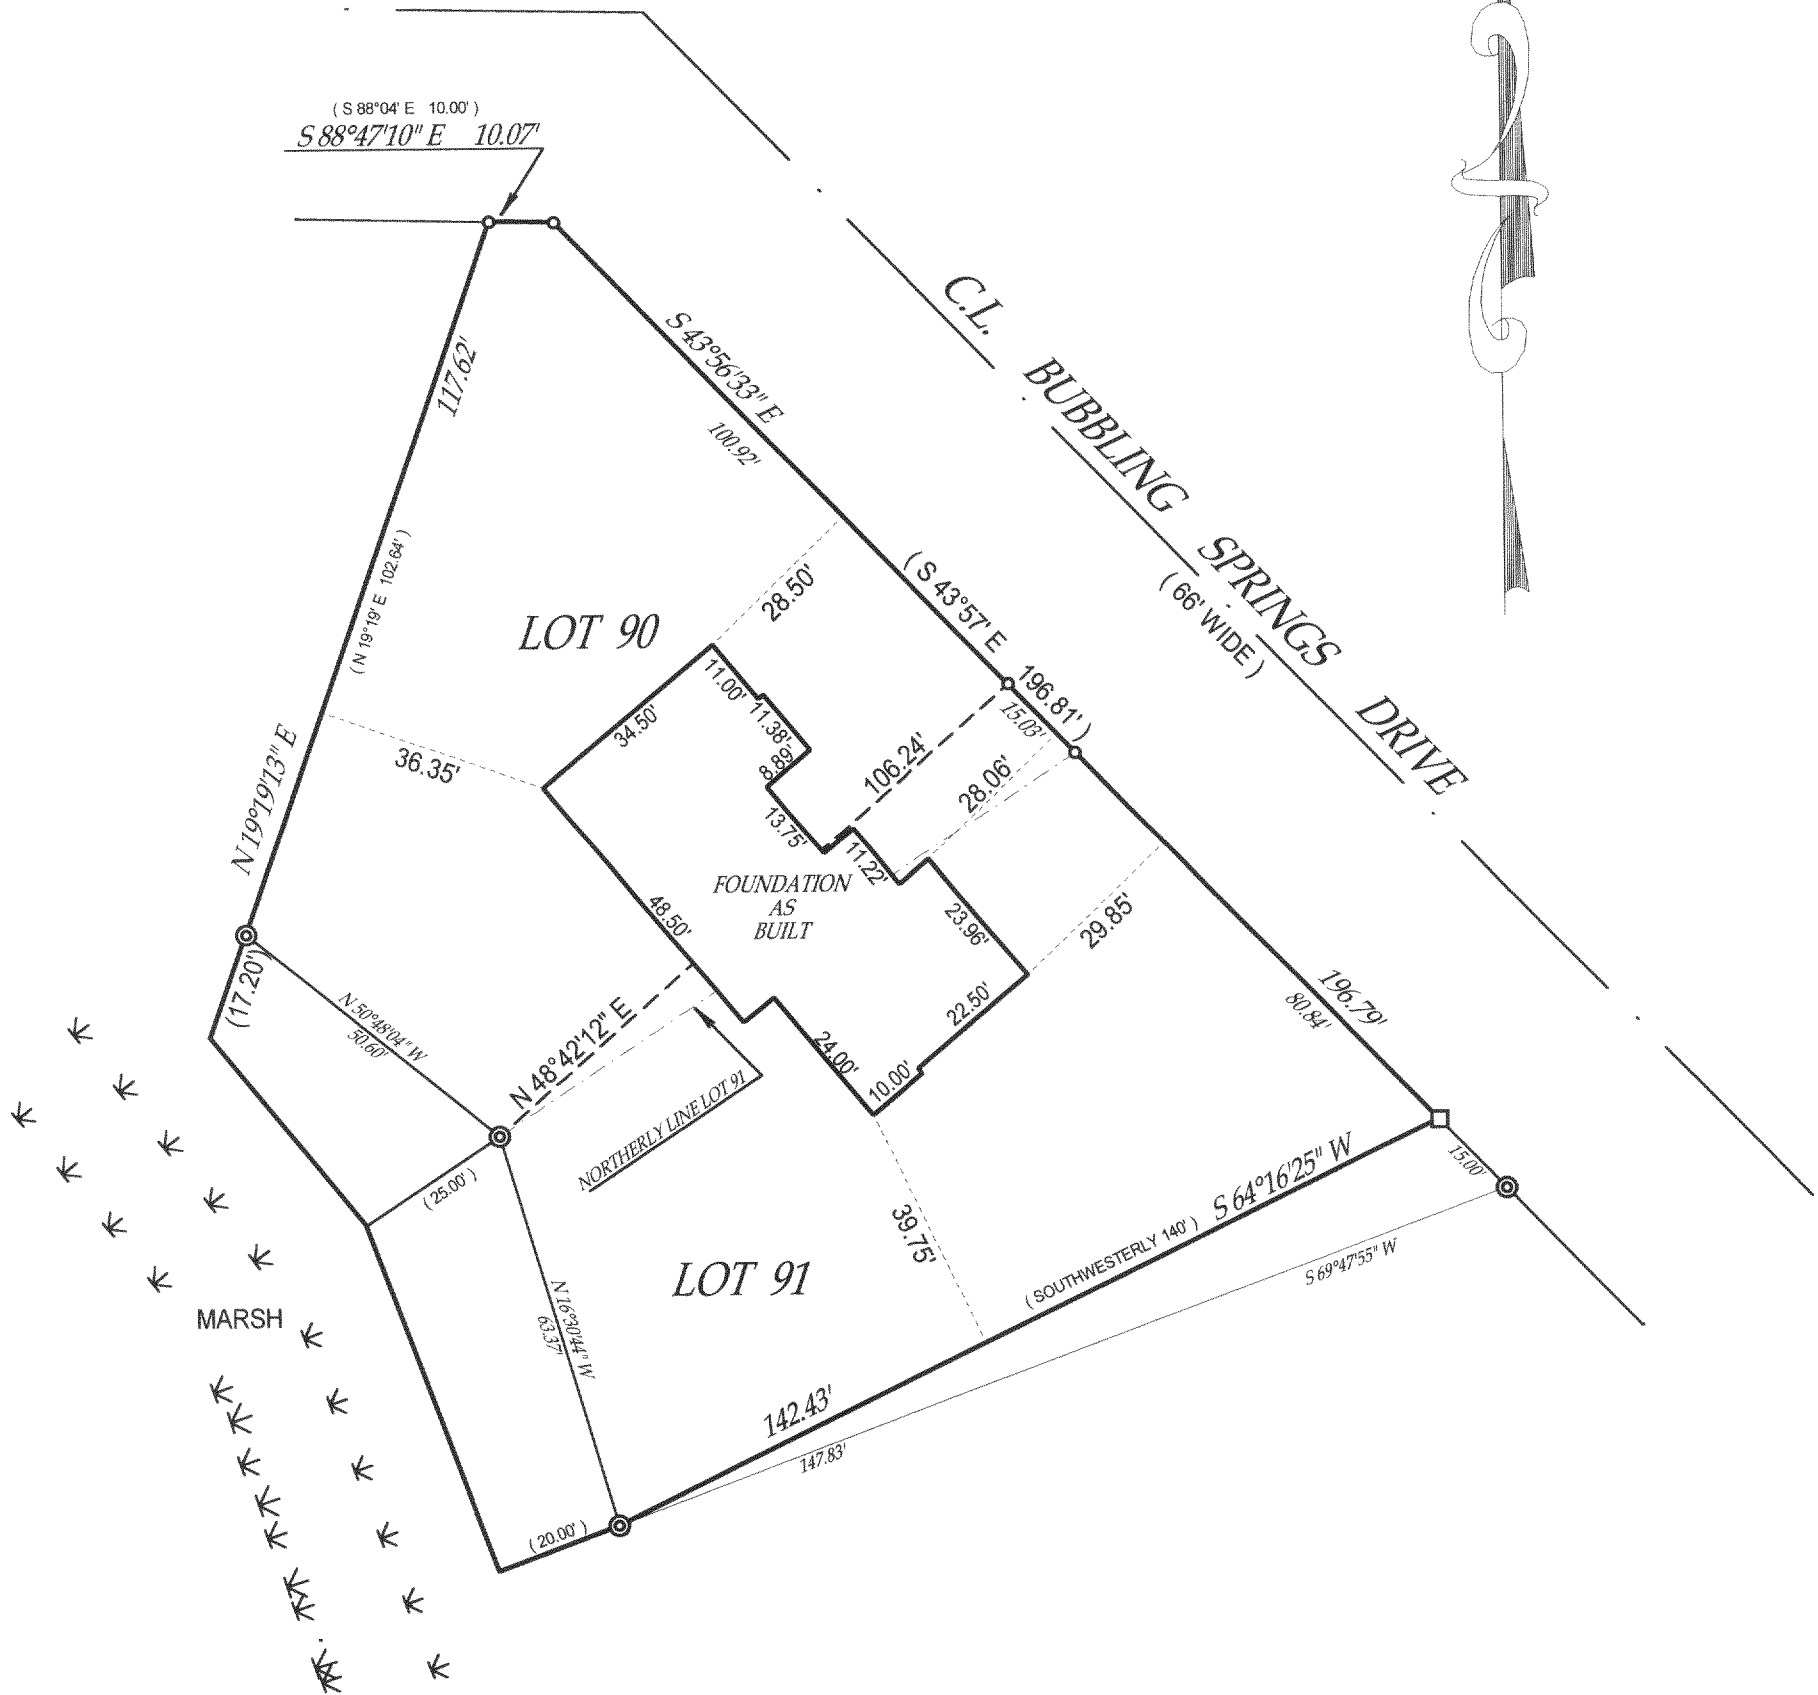 ( S 88°04' E 10.00' )
S 88°47'10" E 10.07'
117.62'
( N 19°19' E 102.64' )
N 19°19'13" E
S 43°56'33" E
100.92'
C.L. BUBBLING SPRINGS DRIVE
( 66' WIDE )
( S 43°57' E 196.81' )
15.03'
LOT 90
28.50'
36.35'
34.50'
11.00'
11.38'
8.89'
13.75'
106.24'
28.06'
11.22'
FOUNDATION
AS
BUILT
48.50'
23.96'
29.85'
22.50'
24.00'
10.00'
196.79'
80.84'
(17.20')
N 50°48'04" W
50.60'
N 48°42'12" E
NORTHERLY LINE LOT 91
( 25.00' )
39.75'
15.00'
S 64°16'25" W
( SOUTHWESTERLY 140' )
S 69°47'55" W
LOT 91
MARSH
N 16°30'44" W
63.37'
142.43'
147.83'
( 20.00' )